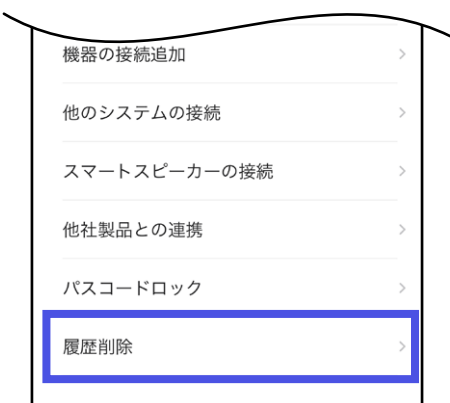 機器の接続追加
他のシステムの接続
スマートスピーカーの接続
他社製品との連携
パスコードロック
履歴削除